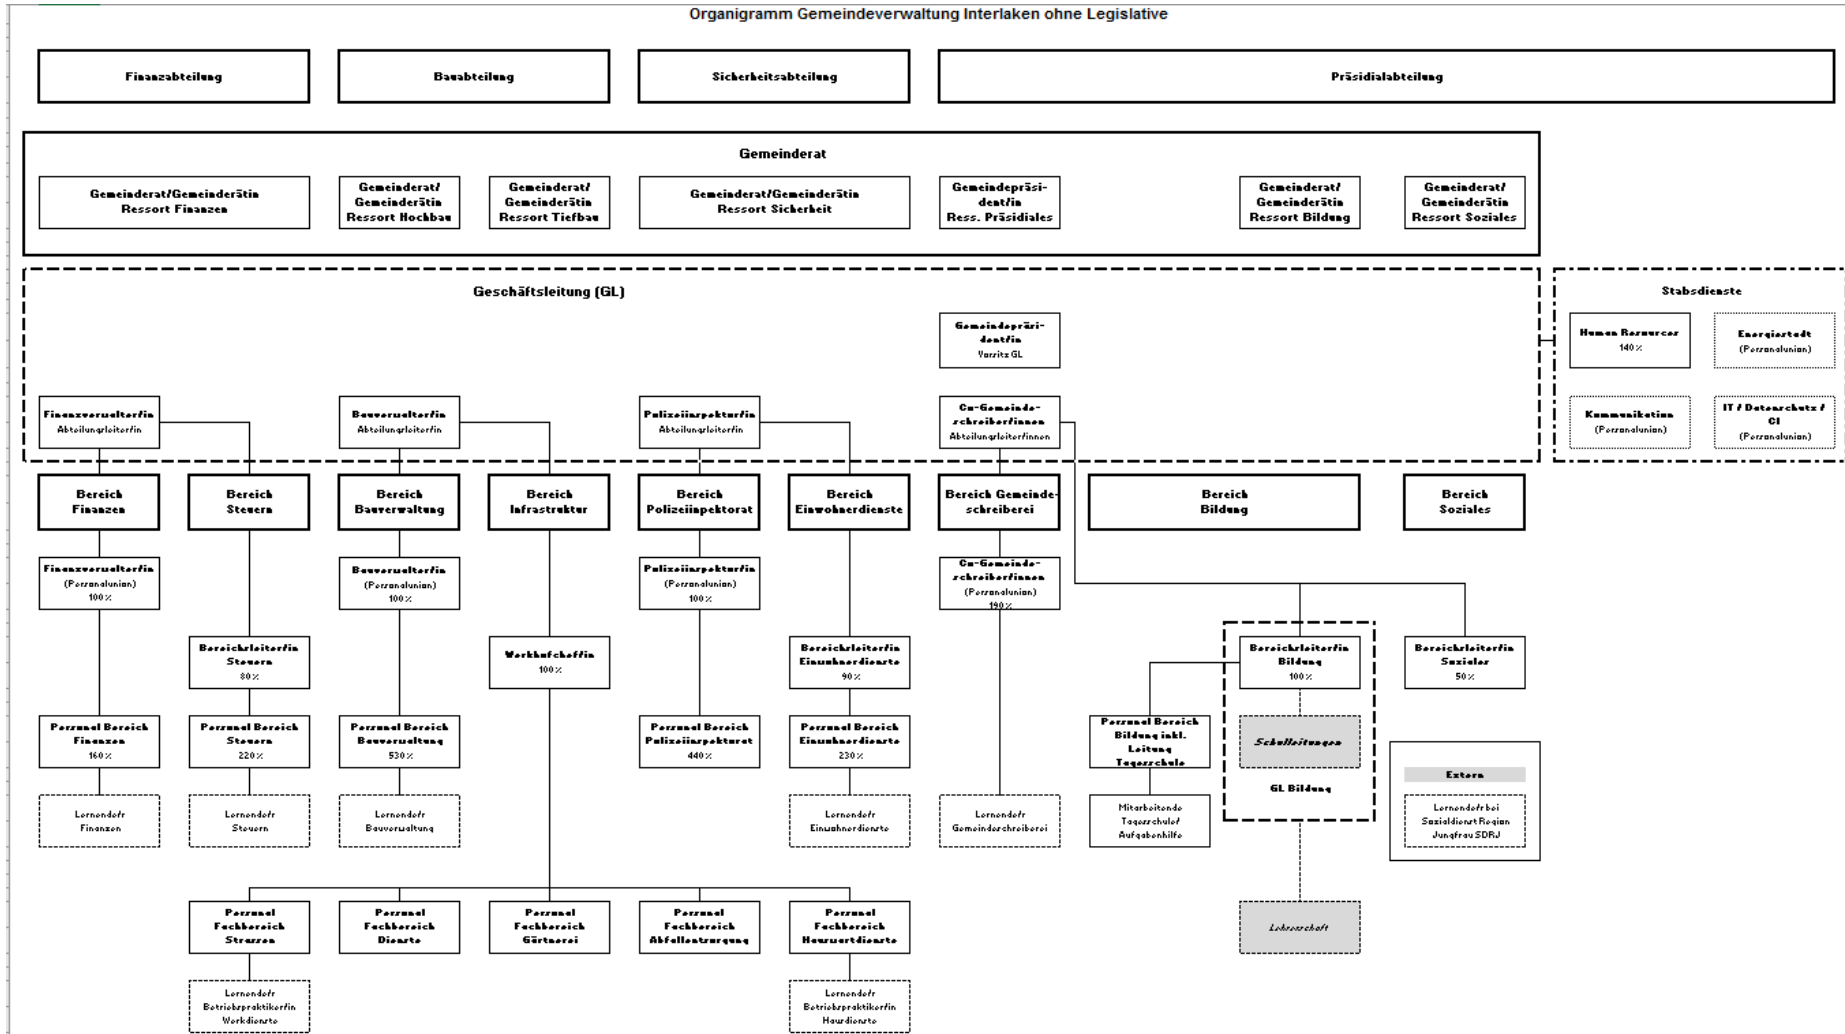 Organigramm Gemeindeverwaltung Interlaken ohne Legislative
Finanzabteilung
Bauabteilung
Sicherheitsabteilung
Präsidialabteilung
Gemeinderat
Gemeinderat/Gemeinderätin
Ressort Finanzen
Gemeinderat/
Gemeinderätin
Ressort Hochbau
Gemeinderat/
Gemeinderätin
Ressort Tiefbau
Gemeinderat/Gemeinderätin
Ressort Sicherheit
Gemeindepräsi-
dent/in
Ress. Präsidiales
Gemeinderat/
Gemeinderätin
Ressort Bildung
Gemeinderat/
Gemeinderätin
Ressort Soziales
Geschäftsleitung (GL)
Gemeindepräsi-
dent/in
Vorsitz GL
Stabsdienste
Human Resources
140%
Energiestadt
(Personalunion)
Kommunikation
(Personalunion)
IT / Datenschutz /
CI
(Personalunion)
Finanzverwalter/in
Abteilungsleiter/in
Bauverwalter/in
Abteilungsleiter/in
Polizeiinspektor/in
Abteilungsleiter/in
Co-Gemeinde-
schreiber/innen
Abteilungsleiter/innen
Bereich
Finanzen
Bereich
Steuern
Bereich
Bauverwaltung
Bereich
Infrastruktur
Bereich
Polizeiinspektorat
Bereich
Einwohnerdienste
Bereich Gemeinde-
schreiberei
Bereich
Bildung
Bereich
Soziales
Finanzverwalter/in
(Personalunion)
100%
Bauverwalter/in
(Personalunion)
100%
Polizeiinspektor/in
(Personalunion)
100%
Co-Gemeinde-
schreiber/innen
(Personalunion)
190%
Bereichsleiter/in
Steuern
80%
Werkhofchef/in
100%
Bereichsleiter/in
Einwohnerdienste
90%
Bereichsleiter/in
Bildung
100%
Bereichsleiter/in
Soziales
50%
Personal Bereich
Finanzen
160%
Personal Bereich
Steuern
220%
Personal Bereich
Bauverwaltung
530%
Personal Bereich
Polizeiinspektorat
440%
Personal Bereich
Einwohnerdienste
230%
Personal Bereich
Bildung inkl.
Leitung
Tagesschule
Schulleitungen
GL Bildung
Extern
Lernende/r
Finanzen
Lernende/r
Steuern
Lernende/r
Bauverwaltung
Lernende/r
Einwohnerdienste
Lernende/r
Gemeindeschreiberei
Mitarbeitende
Tagesschule/
Aufgabenhilfe
Lernende/r bei
Sozialdienst Region
Jungfrau SDRJ
Personal
Fachbereich
Strassen
Personal
Fachbereich
Dienste
Personal
Fachbereich
Gärtnerei
Personal
Fachbereich
Abfallentsorgung
Personal
Fachbereich
Hauswartdienste
Lehrerschaft
Lernende/r
Betriebspraktiker/in
Werkdienste
Lernende/r
Betriebspraktiker/in
Hausdienste